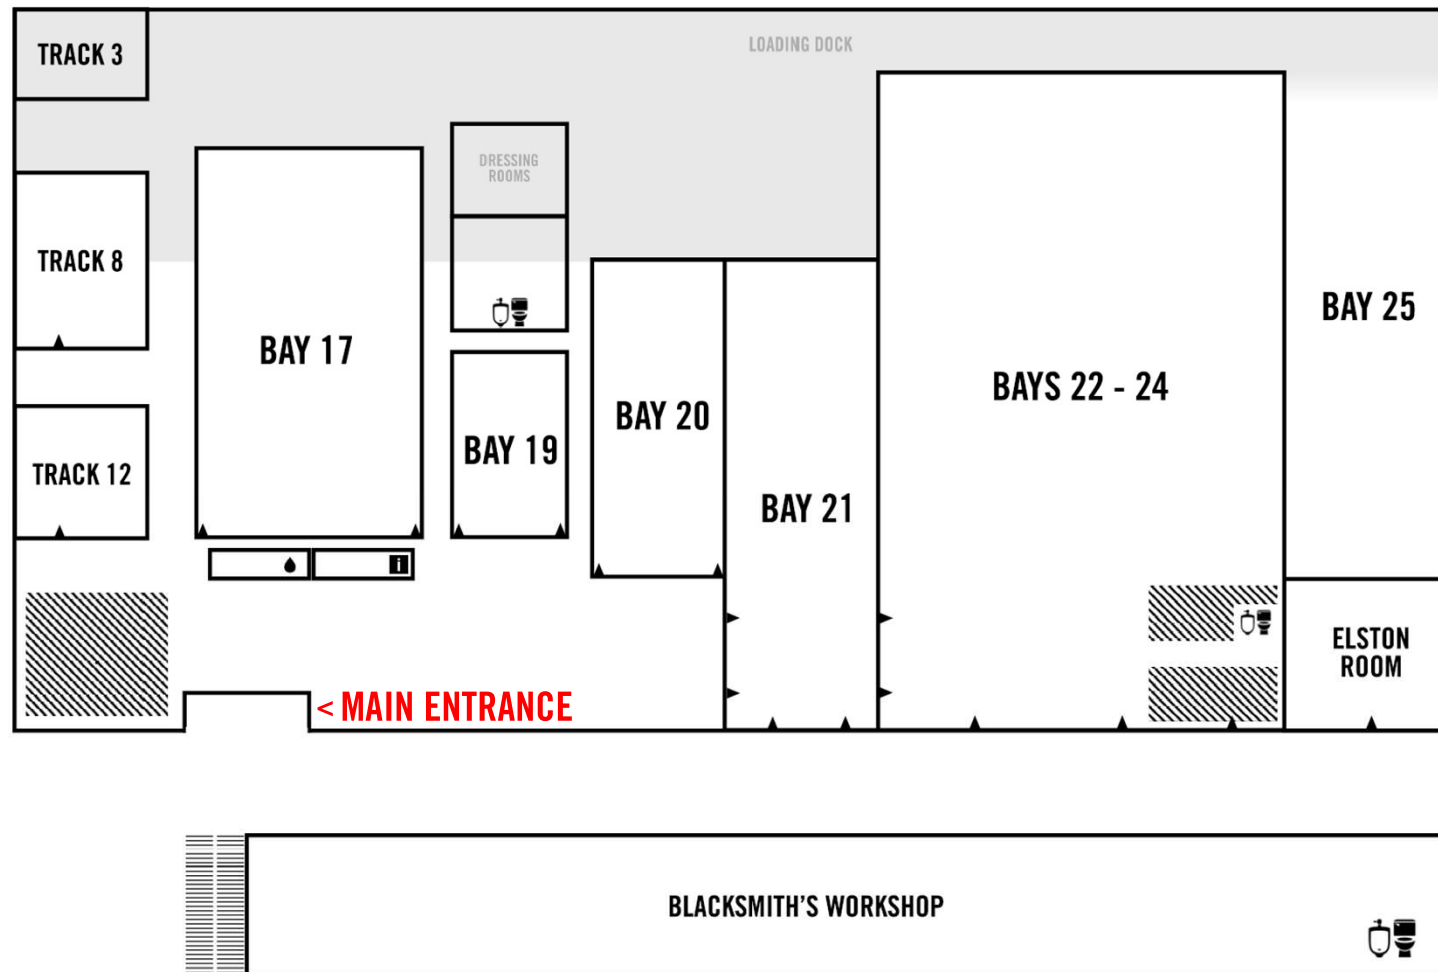 TRACK 3
LOADING DOCK
DRESSING
ROOMS
TRACK 8
BAY 25
BAY 17
BAYS 22 - 24
BAY 20
BAY 19
TRACK 12
BAY 21
i
ELSTON
ROOM
< MAIN ENTRANCE
BLACKSMITH'S WORKSHOP